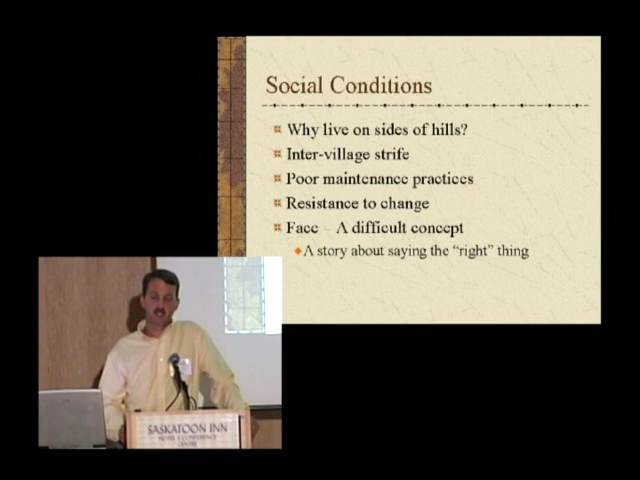 Social Conditions
Why live on sides of hills?
Inter-village strife
Poor maintenance practices
Resistance to change
Face – A difficult concept
A story about saying the “right” thing
SASKATOON INN
HOTEL & CONFERENCE
CENTRE